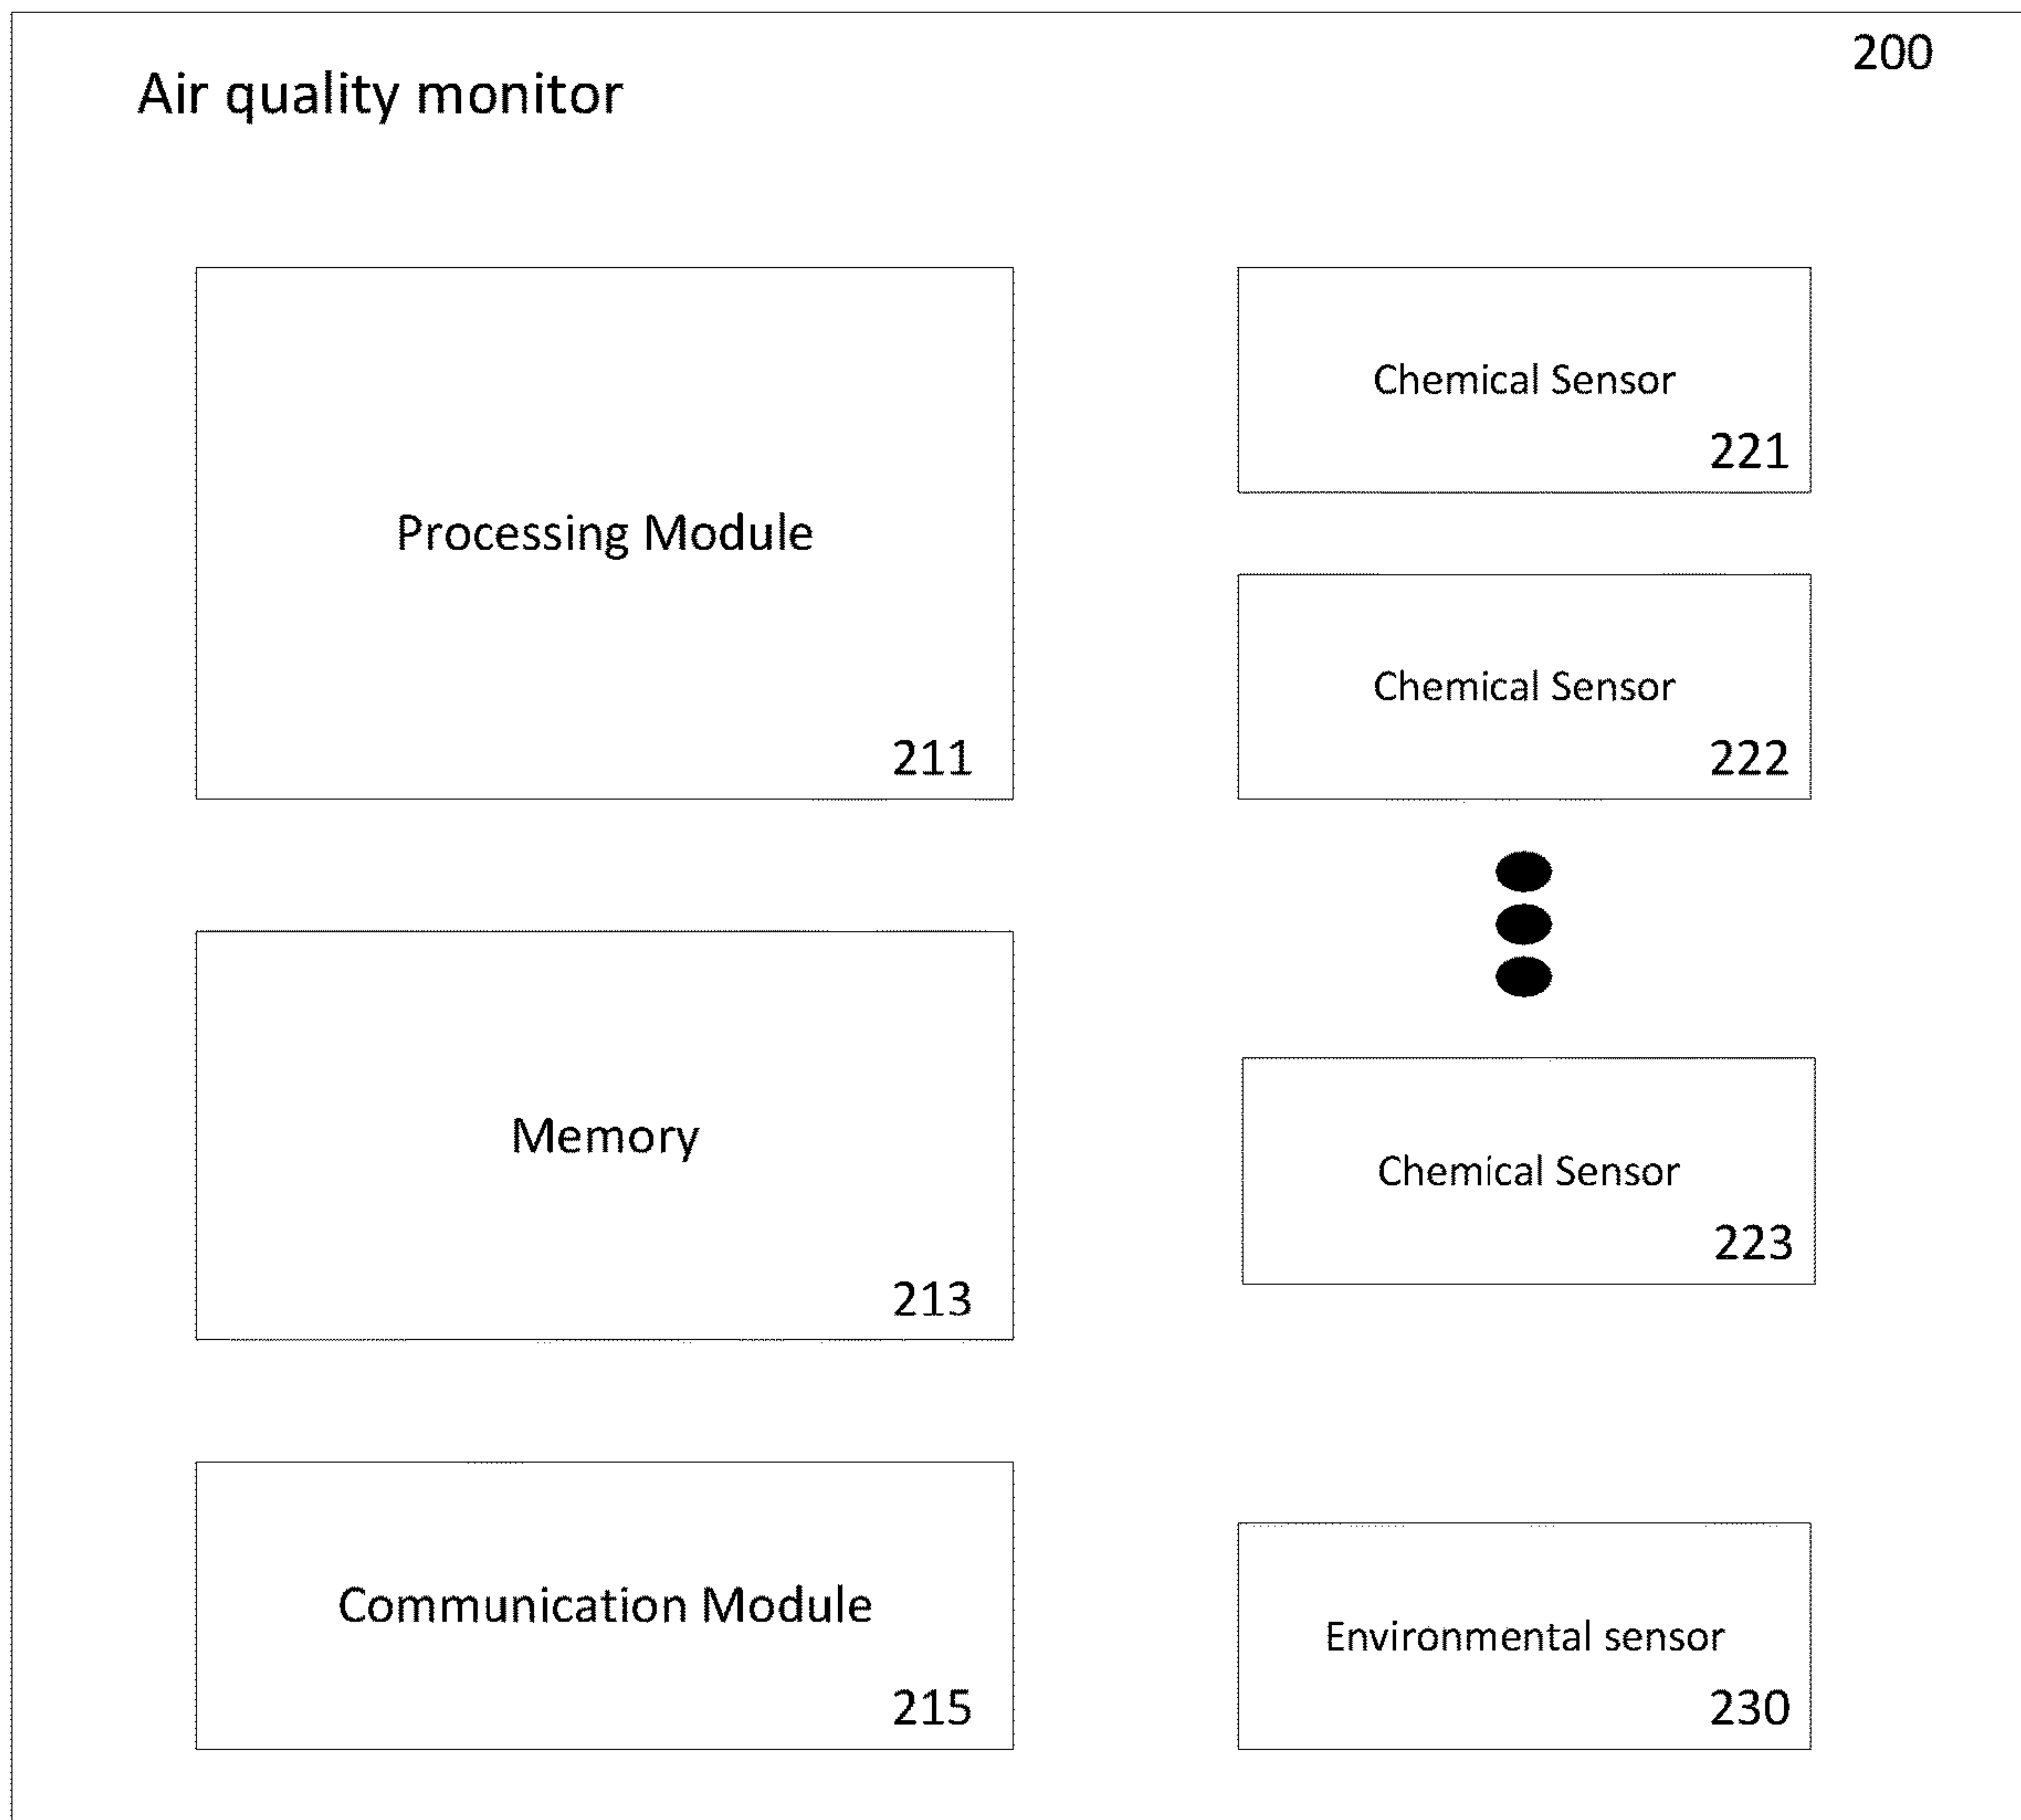 200
Air quality monitor
Processing Module
211
Memory
213
Communication Module
215
Chemical Sensor
221
Chemical Sensor
222
Chemical Sensor
223
Environmental sensor
230